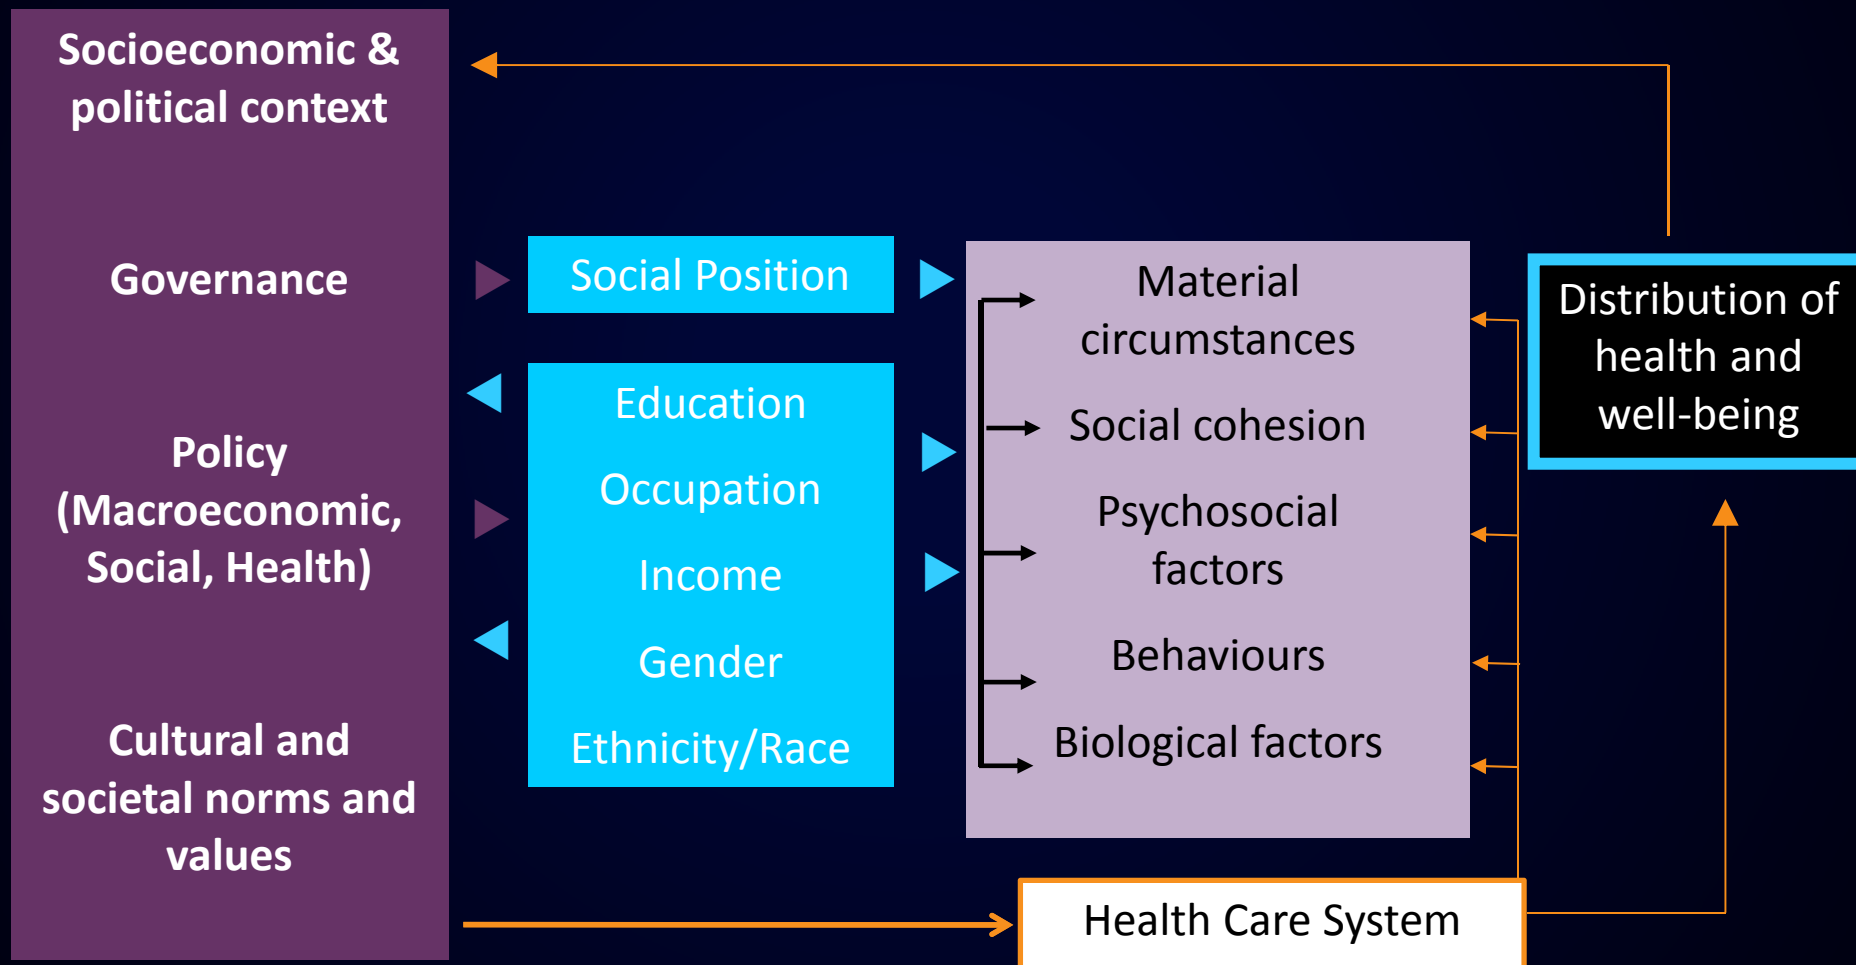 Socioeconomic &
political context
Governance
Policy
(Macroeconomic,
Social, Health)
Cultural and
societal norms and
values
Social Position
Education
Occupation
Income
Gender
Ethnicity/Race
Material
circumstances
Social cohesion
Psychosocial
factors
Behaviours
Biological factors
Distribution of
health and
well-being
Health Care System